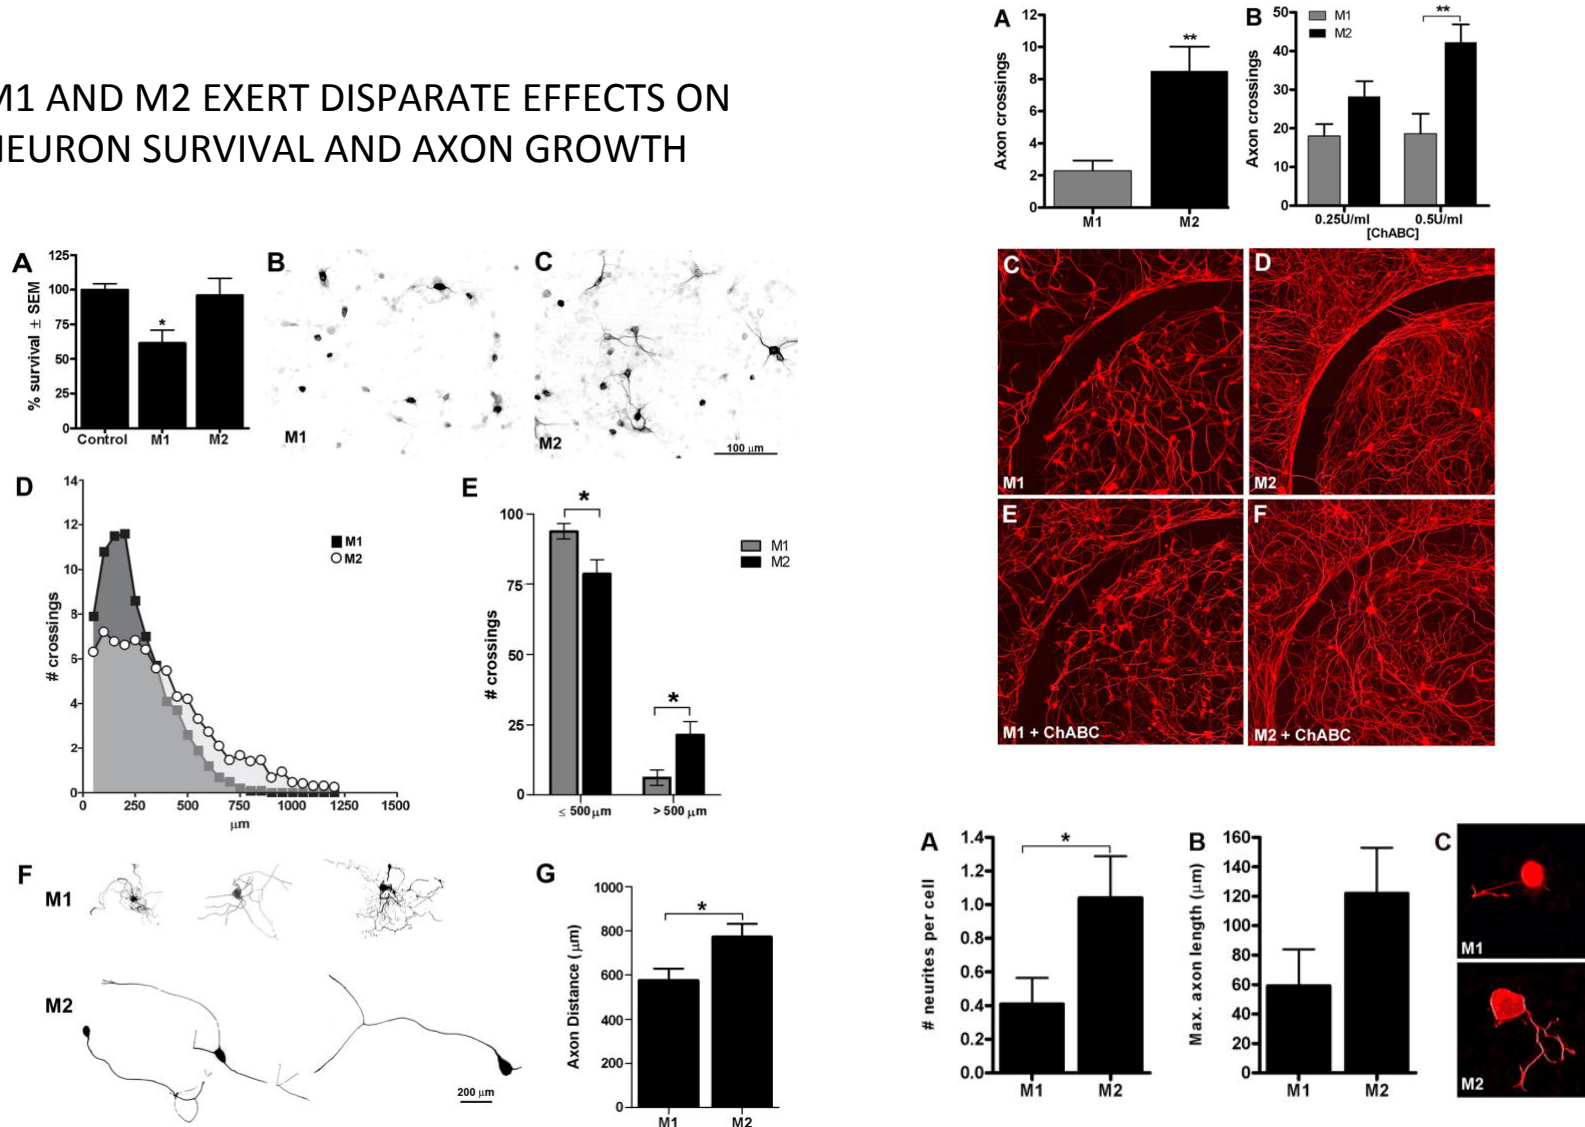 M1 AND M2 EXERT DISPARATE EFFECTS ON
NEURON SURVIVAL AND AXON GROWTH
A
% survival ± SEM
125
100
75
50
25
0
*
Control M1 M2
B
M1
C
M2
100 μm
D
# crossings
14
12
10
8
6
4
2
0
M1
M2
0 250 500 750 1000 1250 1500
μm
E
# crossings
100
75
50
25
0
*
*
M1
M2
≤ 500 μm > 500 μm
F
M1
M2
200 μm
G
Axon Distance (μm)
1000
800
600
400
200
0
*
M1 M2
A
Axon crossings
12
10
8
6
4
2
0
**
M1 M2
B
Axon crossings
50
40
30
20
10
0
M1
M2
**
0.25U/ml 0.5U/ml
[ChABC]
C
M1
D
M2
E
M1 + ChABC
F
M2 + ChABC
A
# neurites per cell
1.4
1.2
1.0
0.8
0.6
0.4
0.2
0.0
*
M1 M2
B
Max. axon length (μm)
160
140
120
100
80
60
40
20
0
M1 M2
C
M1
M2